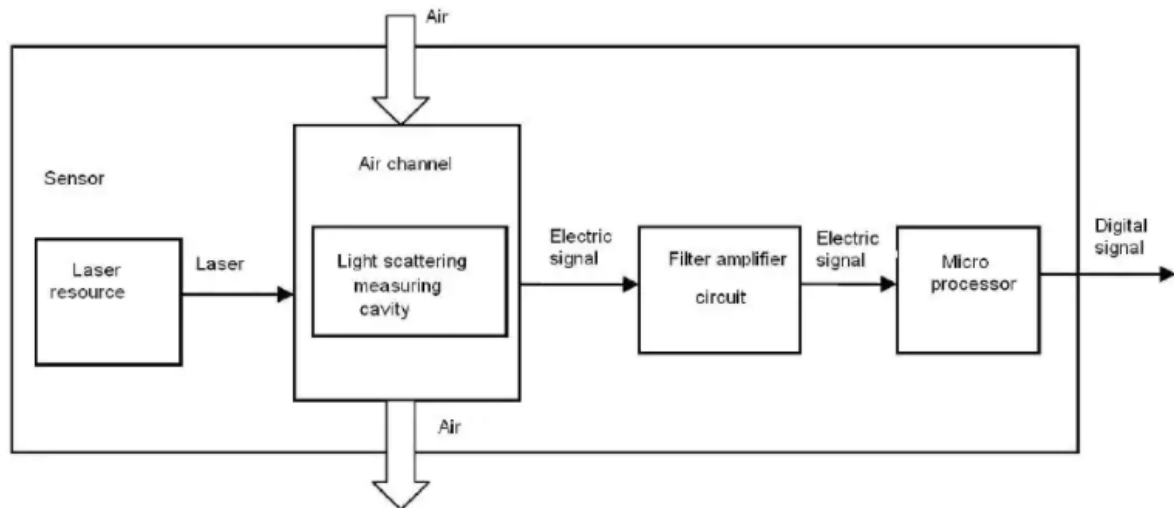 Air
Sensor
Air channel
Laser
resource
Laser
Light scattering
measuring
cavity
Electric
signal
Filter amplifier
circuit
Electric
signal
Micro
processor
Digital
signal
Air